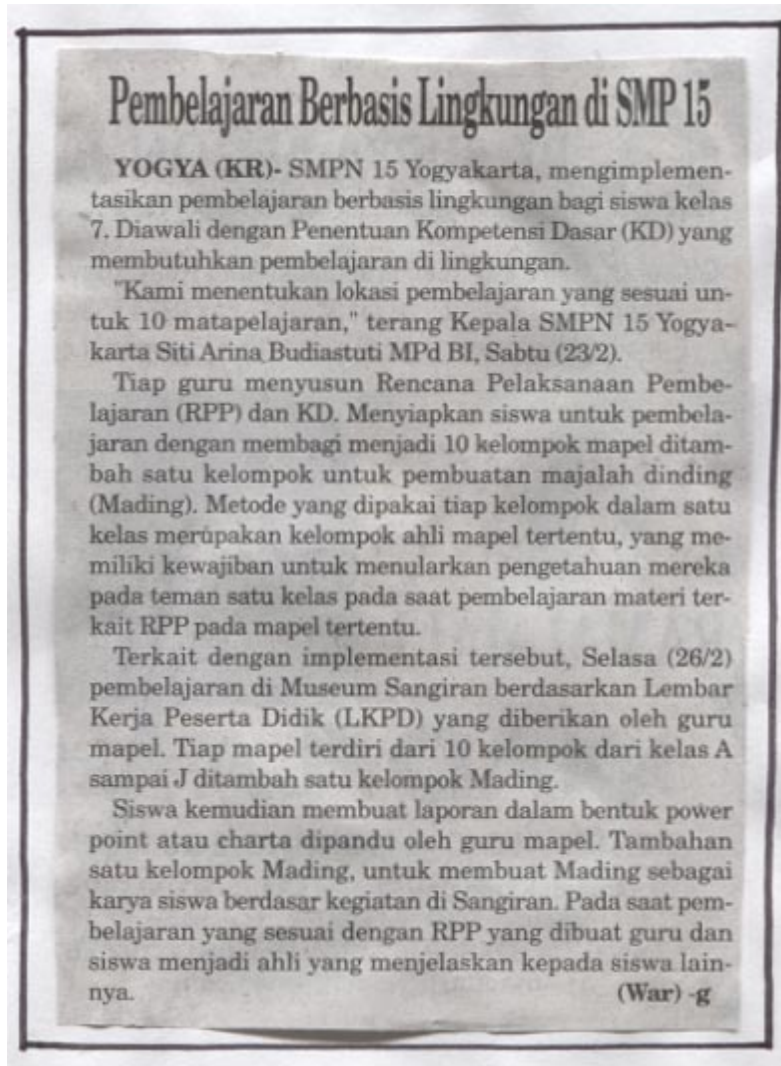 Pembelajaran Berbasis Lingkungan di SMP 15
YOGYA (KR)- SMPN 15 Yogyakarta, mengimplemen-
tasikan pembelajaran berbasis lingkungan bagi siswa kelas
7. Diawali dengan Penentuan Kompetensi Dasar (KD) yang
membutuhkan pembelajaran di lingkungan.
"Kami menentukan lokasi pembelajaran yang sesuai un-
tuk 10 matapelajaran," terang Kepala SMPN 15 Yogya-
karta Siti Arina Budiastuti MPd BI, Sabtu (23/2).
Tiap guru menyusun Rencana Pelaksanaan Pembe-
lajaran (RPP) dan KD. Menyiapkan siswa untuk pembela-
jaran dengan membagi menjadi 10 kelompok mapel ditam-
bah satu kelompok untuk pembuatan majalah dinding
(Mading). Metode yang dipakai tiap kelompok dalam satu
kelas merupakan kelompok ahli mapel tertentu, yang me-
miliki kewajiban untuk menularkan pengetahuan mereka
pada teman satu kelas pada saat pembelajaran materi ter-
kait RPP pada mapel tertentu.
Terkait dengan implementasi tersebut, Selasa (26/2)
pembelajaran di Museum Sangiran berdasarkan Lembar
Kerja Peserta Didik (LKPD) yang diberikan oleh guru
mapel. Tiap mapel terdiri dari 10 kelompok dari kelas A
sampai J ditambah satu kelompok Mading.
Siswa kemudian membuat laporan dalam bentuk power
point atau charta dipandu oleh guru mapel. Tambahan
satu kelompok Mading, untuk membuat Mading sebagai
karya siswa berdasar kegiatan di Sangiran. Pada saat pem-
belajaran yang sesuai dengan RPP yang dibuat guru dan
siswa menjadi ahli yang menjelaskan kepada siswa lain-
nya. (War) -g